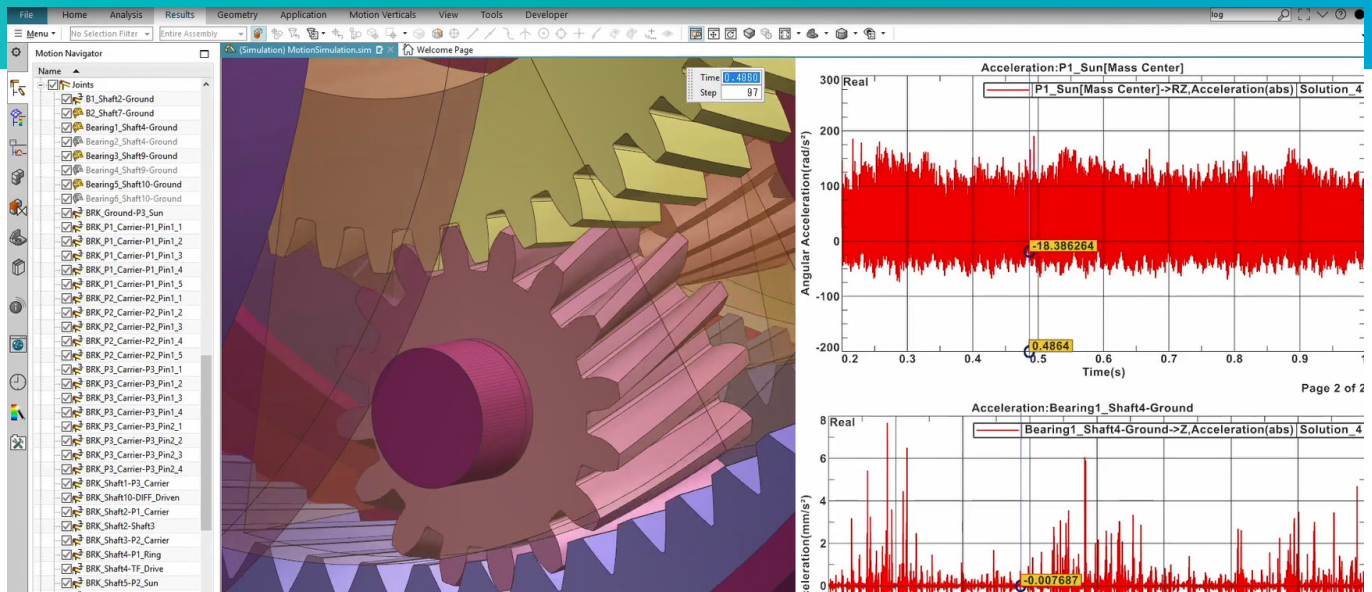 File Home Analysis Results Geometry Application Motion Verticals View Tools Developer log
Menu No Selection Filter Entire Assembly
Motion Navigator
(Simulation) MotionSimulation.sim Welcome Page
Name
Joints
B1_Shaft2-Ground
B2_Shaft7-Ground
Bearing1_Shaft4-Ground
Bearing2_Shaft4-Ground
Bearing3_Shaft9-Ground
Bearing4_Shaft9-Ground
Bearing5_Shaft10-Ground
Bearing6_Shaft10-Ground
BRK_Ground-P3_Sun
BRK_P1_Carrier-P1_Pin1_1
BRK_P1_Carrier-P1_Pin1_2
BRK_P1_Carrier-P1_Pin1_3
BRK_P1_Carrier-P1_Pin1_4
BRK_P1_Carrier-P1_Pin1_5
BRK_P2_Carrier-P2_Pin1_1
BRK_P2_Carrier-P2_Pin1_2
BRK_P2_Carrier-P2_Pin1_3
BRK_P2_Carrier-P2_Pin1_4
BRK_P2_Carrier-P2_Pin1_5
BRK_P3_Carrier-P3_Pin1_1
BRK_P3_Carrier-P3_Pin1_2
BRK_P3_Carrier-P3_Pin1_3
BRK_P3_Carrier-P3_Pin1_4
BRK_P3_Carrier-P3_Pin2_1
BRK_P3_Carrier-P3_Pin2_2
BRK_P3_Carrier-P3_Pin2_3
BRK_P3_Carrier-P3_Pin2_4
BRK_Shaft1-P3_Carrier
BRK_Shaft10-DIFF_Driven
BRK_Shaft2-P1_Carrier
BRK_Shaft2-Shaft3
BRK_Shaft3-P2_Carrier
BRK_Shaft4-P1_Ring
BRK_Shaft4-TF_Drive
BRK_Shaft5-P2_Sun
Time 0.4860
Step 97
Acceleration:P1_Sun[Mass Center]
Real
P1_Sun[Mass Center]->RZ,Acceleration(abs) Solution_4
Angular Acceleration(rad/s²)
300
200
100
0
-100
-200
-18.386264
0.4864
0.2 0.3 0.4 0.5 0.6 0.7 0.8 0.9 1
Time(s)
Page 2 of 2
Acceleration:Bearing1_Shaft4-Ground
Real
Bearing1_Shaft4-Ground->Z,Acceleration(abs) Solution_4
celeration(mm/s²)
8
6
4
2
0
-0.007687